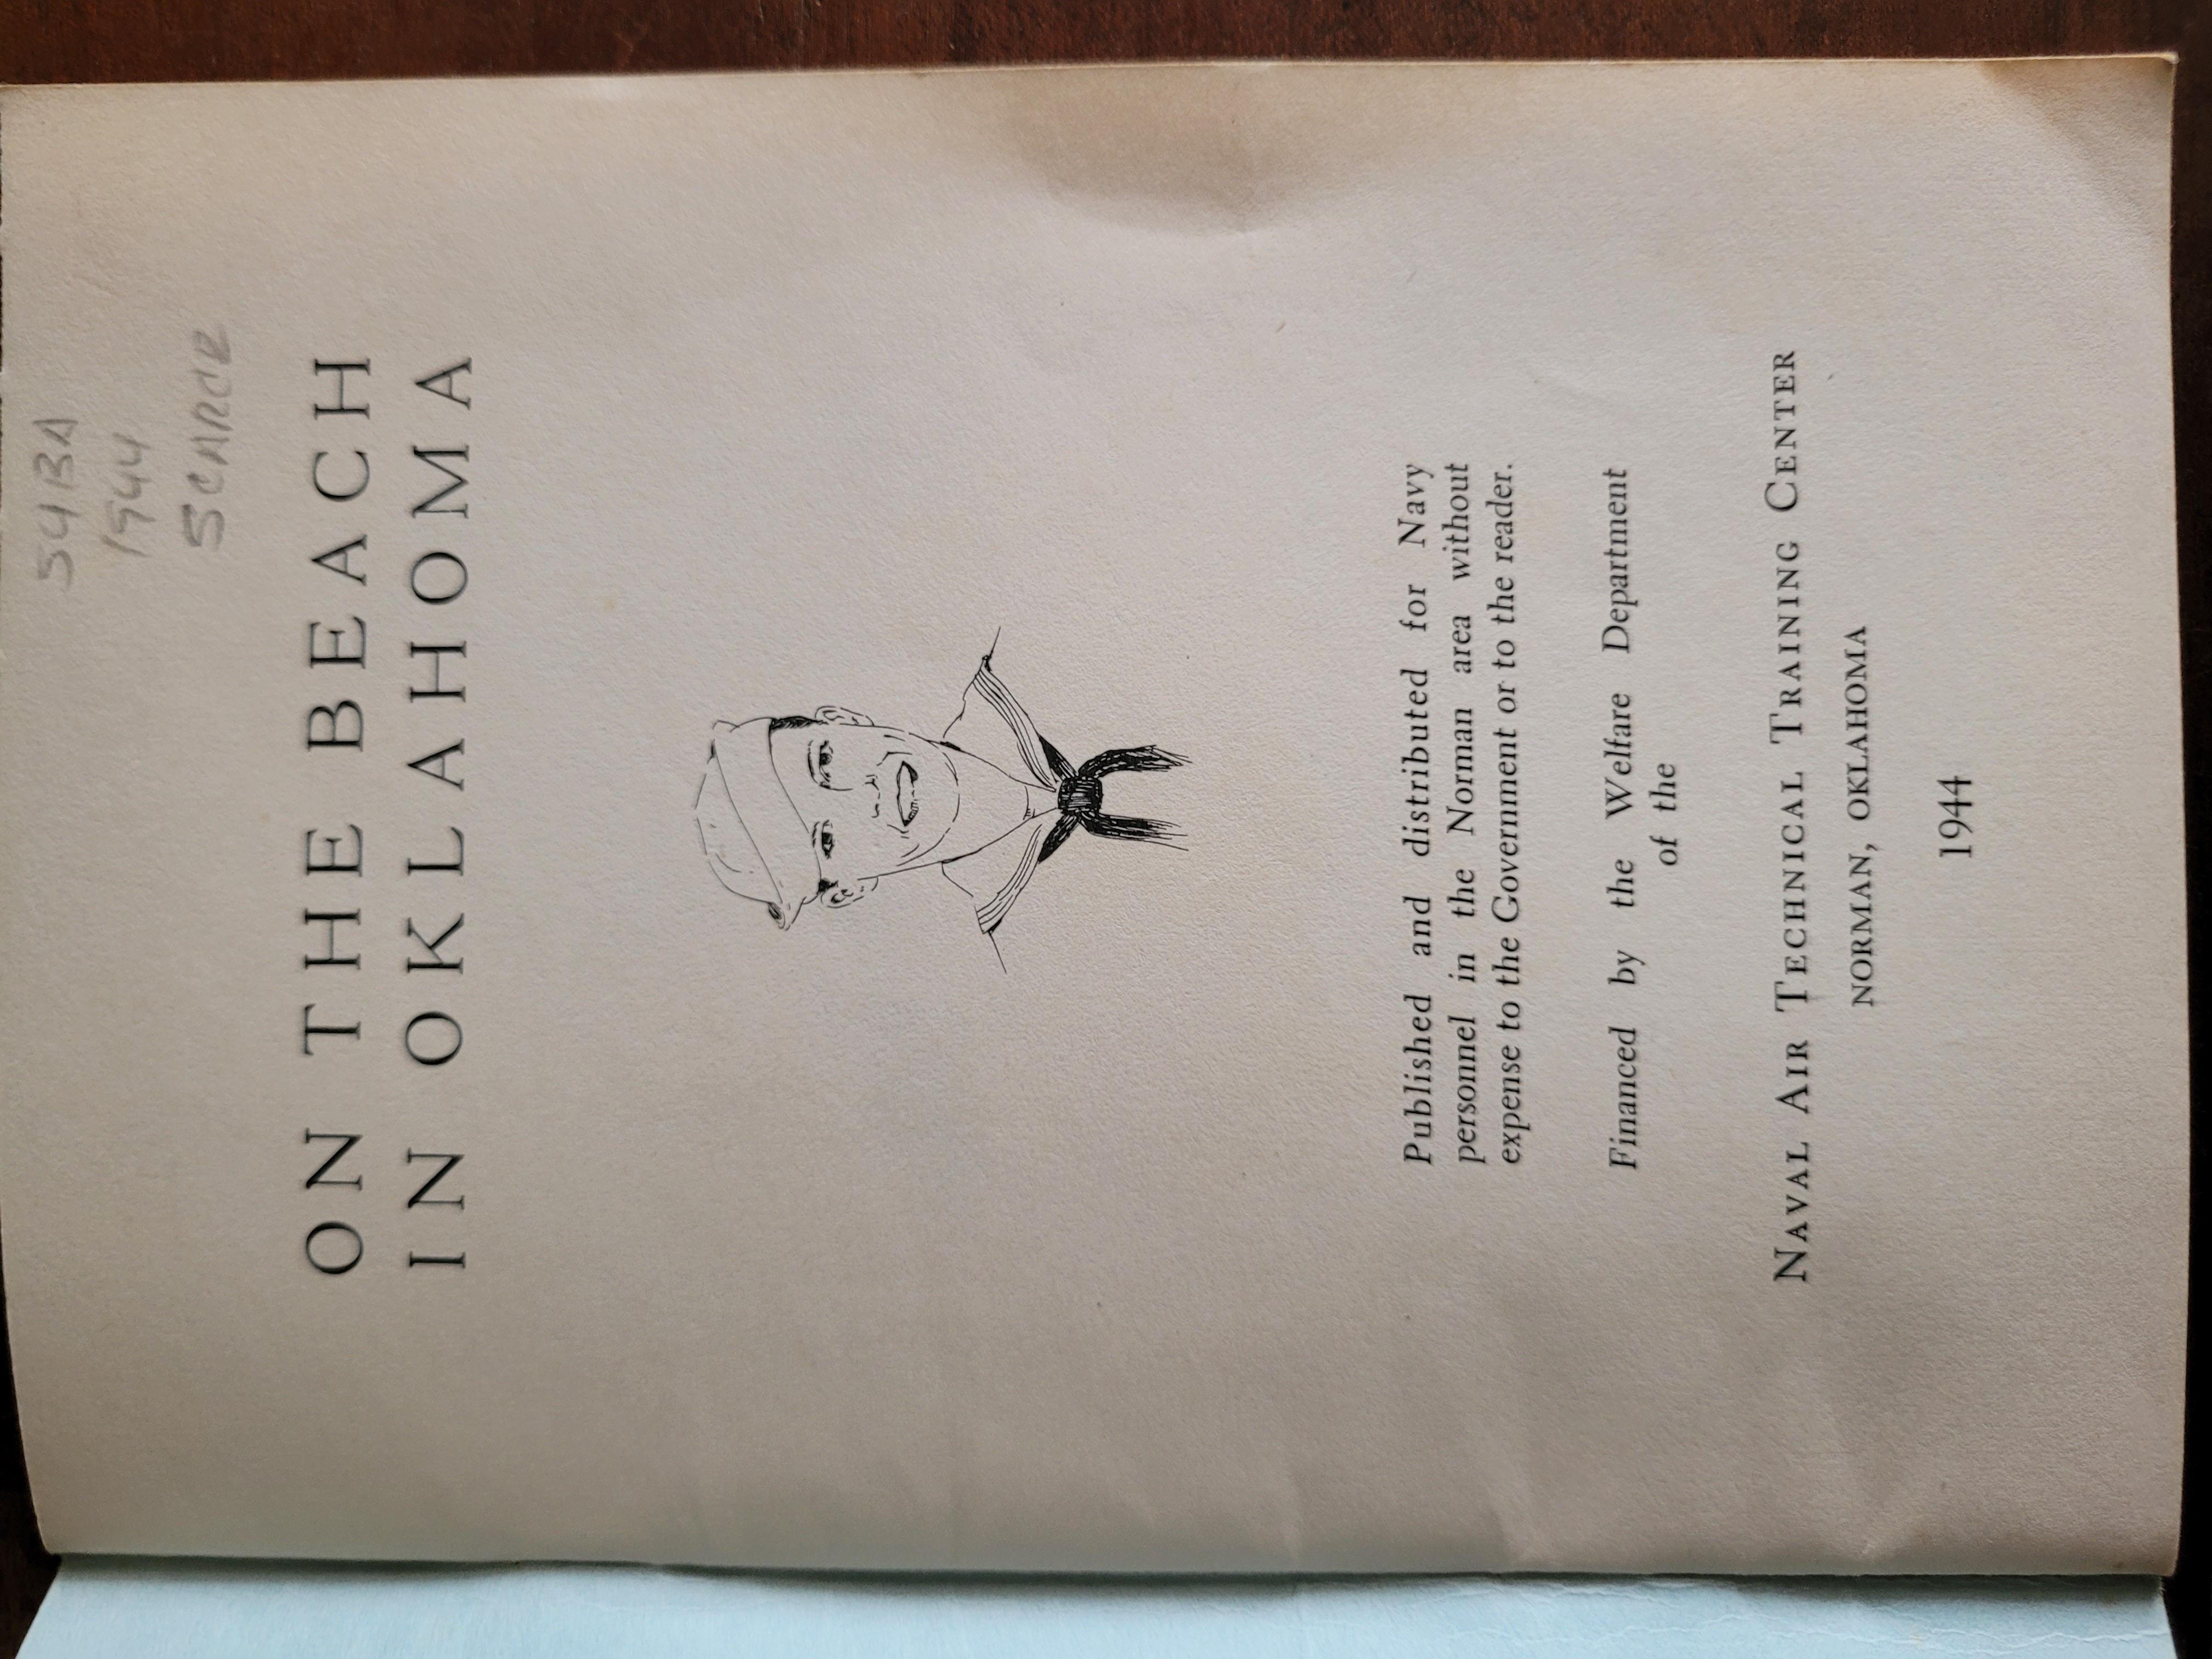 54BA
1944
SCARCE
ON THE BEACH
IN OKLAHOMA
Published and distributed for Navy
personnel in the Norman area without
expense to the Government or to the reader.
Financed by the Welfare Department
of the
NAVAL AIR TECHNICAL TRAINING CENTER
NORMAN, OKLAHOMA
1944